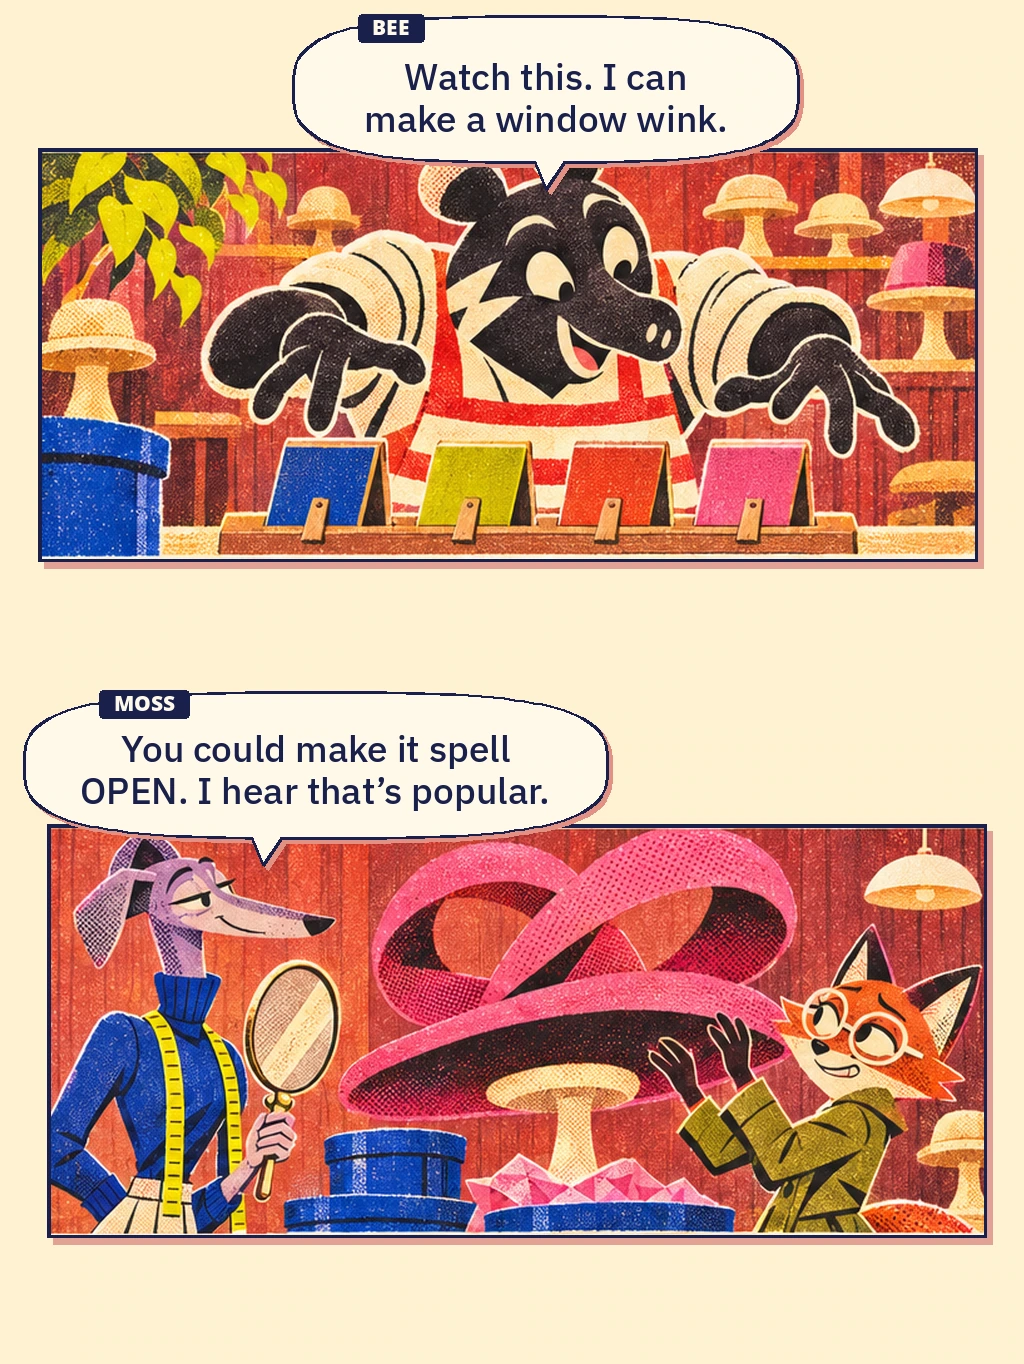 BEE
Watch this. I can
make a window wink.
MOSS
You could make it spell
OPEN. I hear that’s popular.